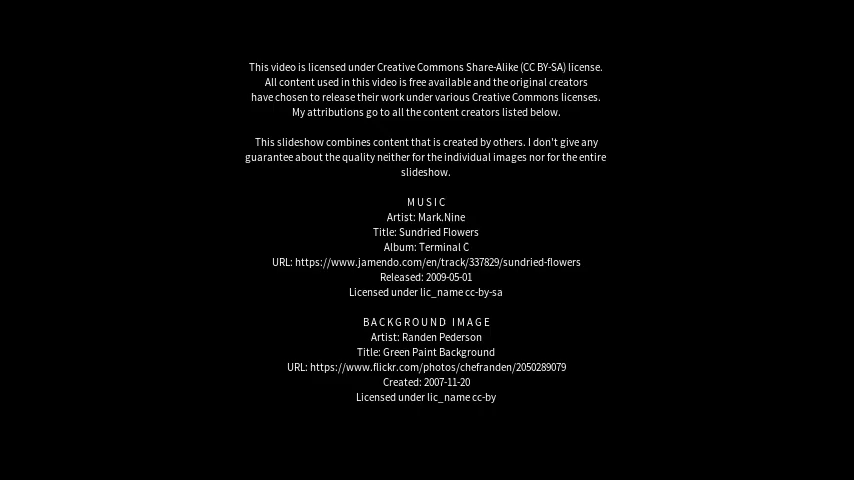 This video is licensed under Creative Commons Share-Alike (CC BY-SA) license.
All content used in this video is free available and the original creators
have chosen to release their work under various Creative Commons licenses.
My attributions go to all the content creators listed below.
This slideshow combines content that is created by others. I don't give any
guarantee about the quality neither for the individual images nor for the entire
slideshow.
MUSIC
Artist: Mark.Nine
Title: Sundried Flowers
Album: Terminal C
URL: https://www.jamendo.com/en/track/337829/sundried-flowers
Released: 2009-05-01
Licensed under lic_name cc-by-sa
BACKGROUND IMAGE
Artist: Randen Pederson
Title: Green Paint Background
URL: https://www.flickr.com/photos/chefranden/2050289079
Created: 2007-11-20
Licensed under lic_name cc-by